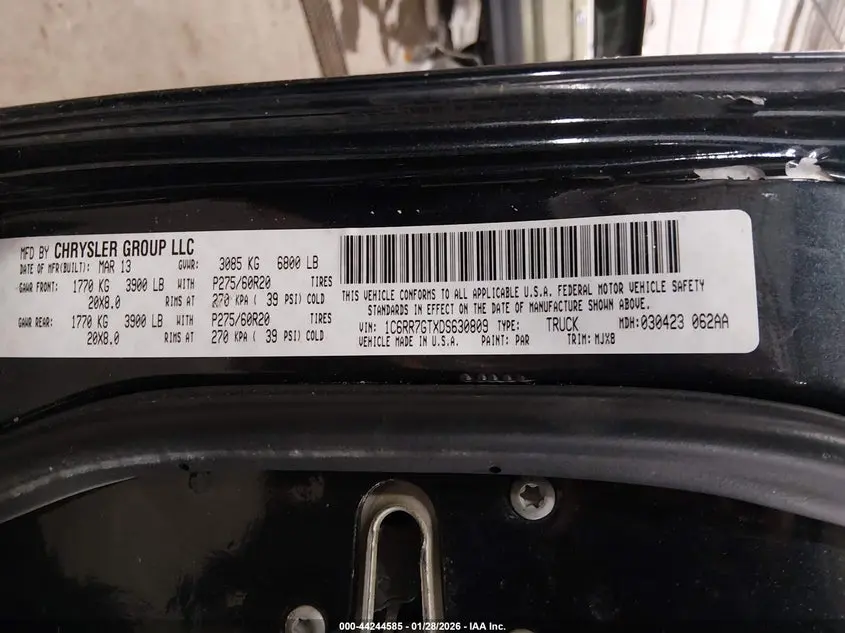 MFD BY CHRYSLER GROUP LLC
DATE OF MFR(BUILT): MAR 13 GVWR: 3085 KG 6800 LB
GAWR FRONT: 1770 KG 3900 LB WITH P275/60R20 TIRES
20X8.0 RIMS AT 270 KPA ( 39 PSI) COLD
GAWR REAR: 1770 KG 3900 LB WITH P275/60R20 TIRES
20X8.0 RIMS AT 270 KPA ( 39 PSI) COLD
THIS VEHICLE CONFORMS TO ALL APPLICABLE U.S.A. FEDERAL MOTOR VEHICLE SAFETY
STANDARDS IN EFFECT ON THE DATE OF MANUFACTURE SHOWN ABOVE.
VIN: 1C6RR7GTXDS630809 TYPE: TRUCK MDH:030423 062AA
VEHICLE MADE IN U.S.A. PAINT: PAR TRIM: MJX8
000-44244585 - 01/28/2026 - IAA Inc.